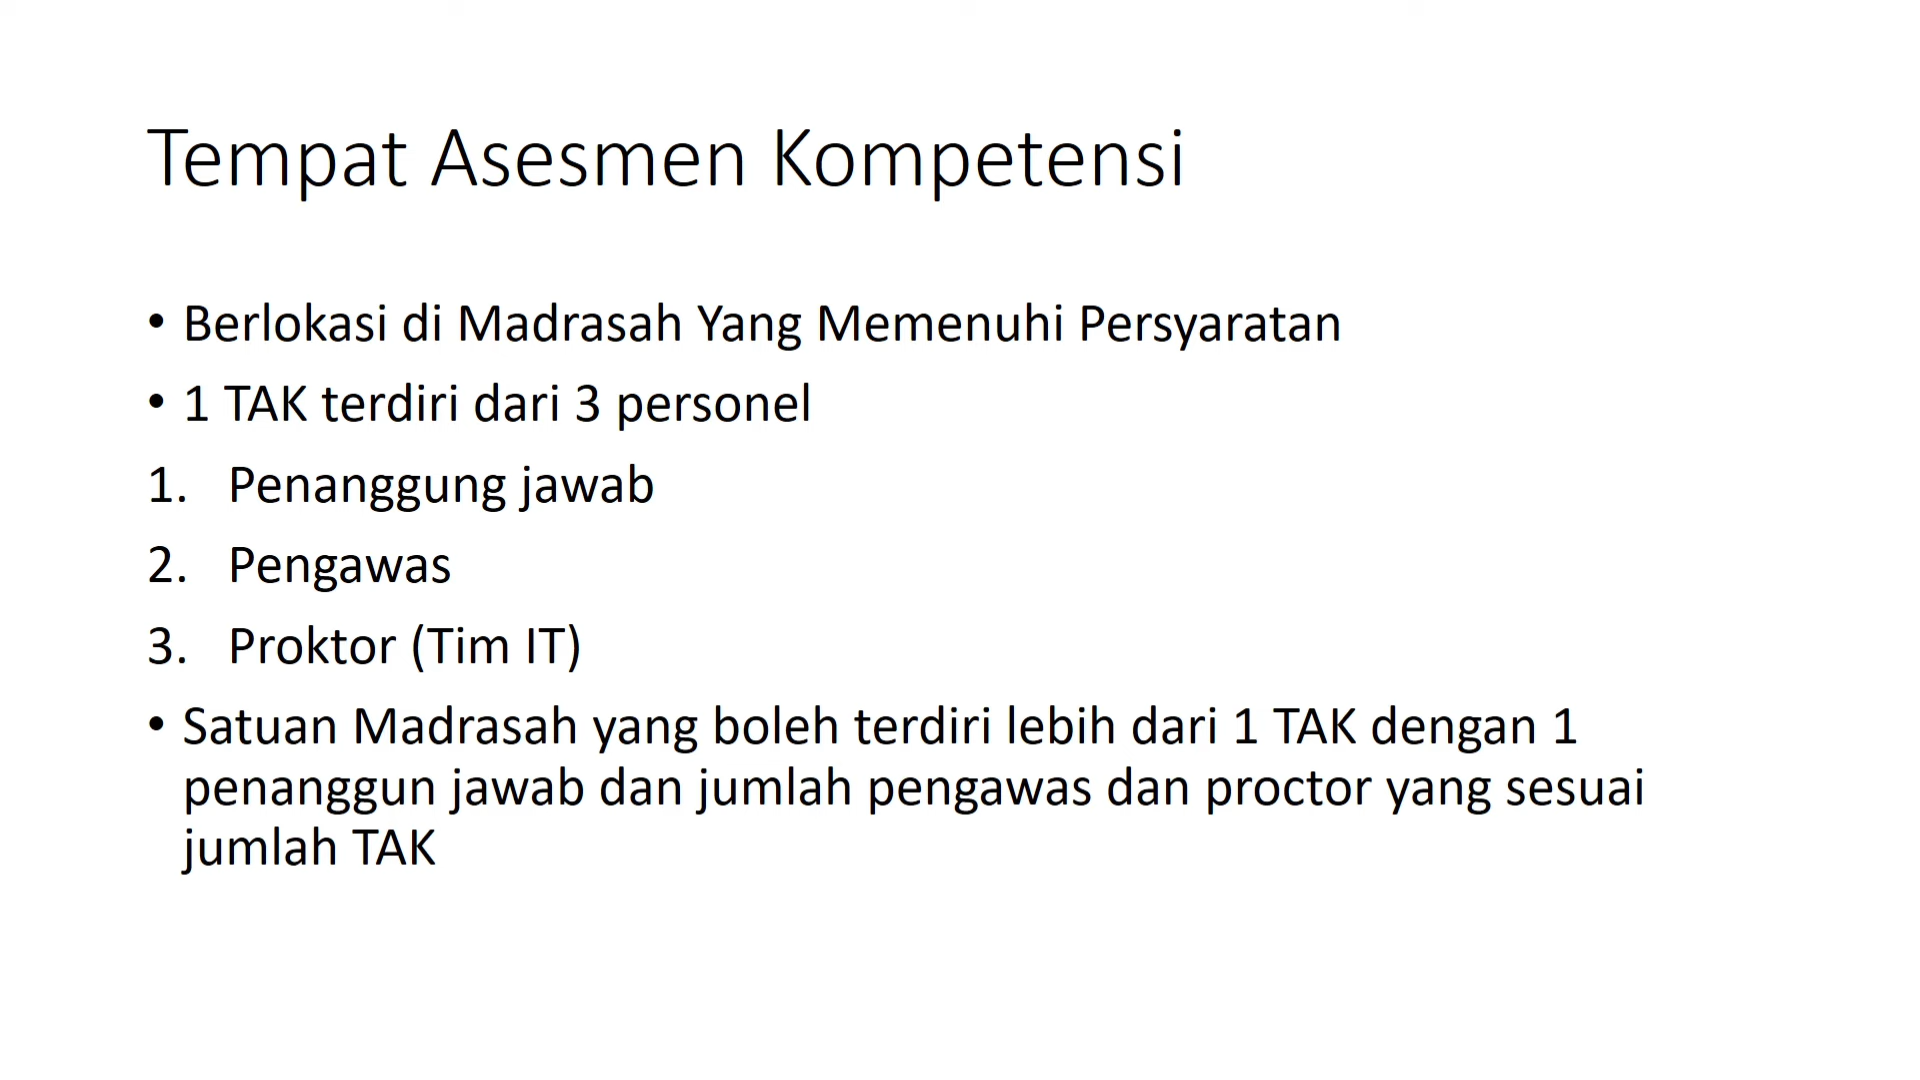 Tempat Asesmen Kompetensi
• Berlokasi di Madrasah Yang Memenuhi Persyaratan
• 1 TAK terdiri dari 3 personel
1. Penanggung jawab
2. Pengawas
3. Proktor (Tim IT)
• Satuan Madrasah yang boleh terdiri lebih dari 1 TAK dengan 1
penanggun jawab dan jumlah pengawas dan proctor yang sesuai
jumlah TAK